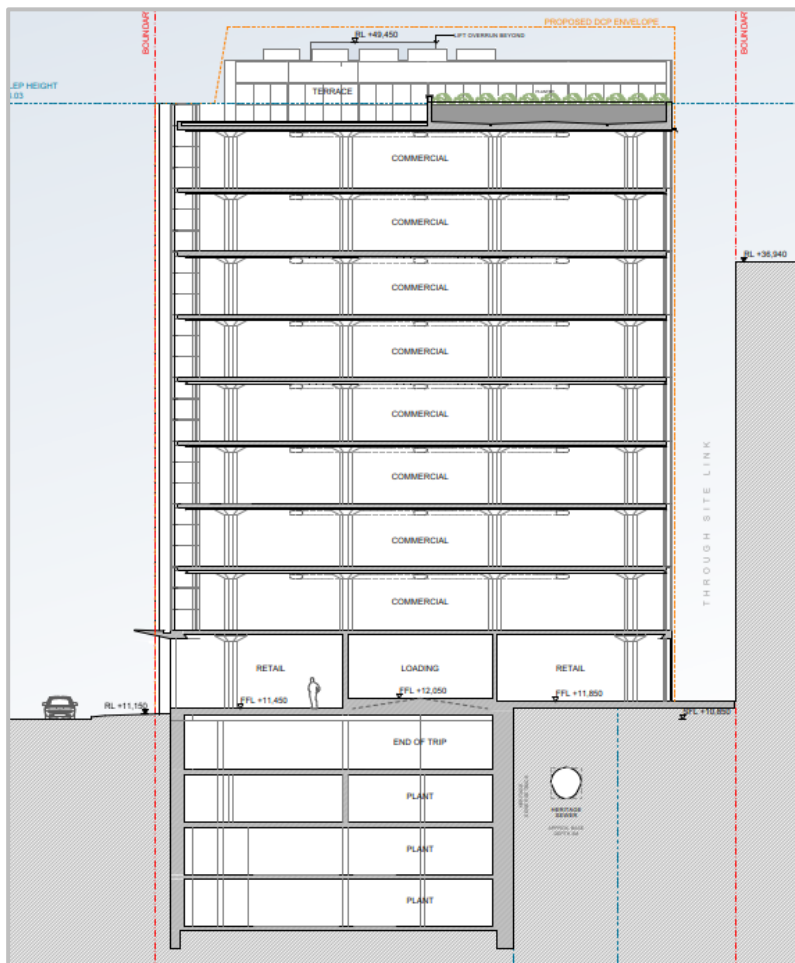 PROPOSED DCP ENVELOPE
BOUNDARY
BOUNDARY
RL +49,450
LIFT OVERRUN BEYOND
LEP HEIGHT
TERRACE
COMMERCIAL
COMMERCIAL
COMMERCIAL
RL +36,940
COMMERCIAL
COMMERCIAL
COMMERCIAL
COMMERCIAL
COMMERCIAL
THROUGH SITE LINK
RETAIL
LOADING
RETAIL
FFL +11,450
FFL +12,050
FFL +11,850
RL +11,150
SFL +10,850
END OF TRIP
PLANT
HERITAGE
SEWER
PLANT
PLANT